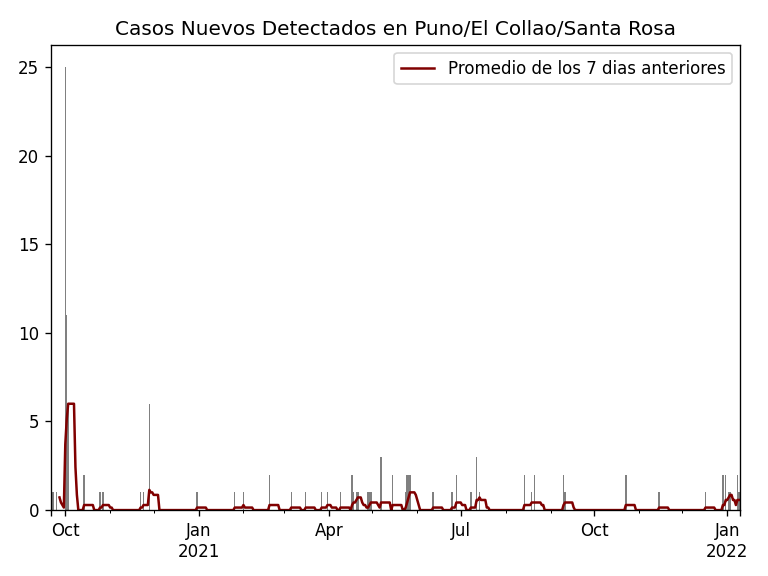 Casos Nuevos Detectados en Puno/El Collao/Santa Rosa
Promedio de los 7 dias anteriores
25
20
15
10
5
0
Oct Jan Apr Jul Oct Jan
2021 2022